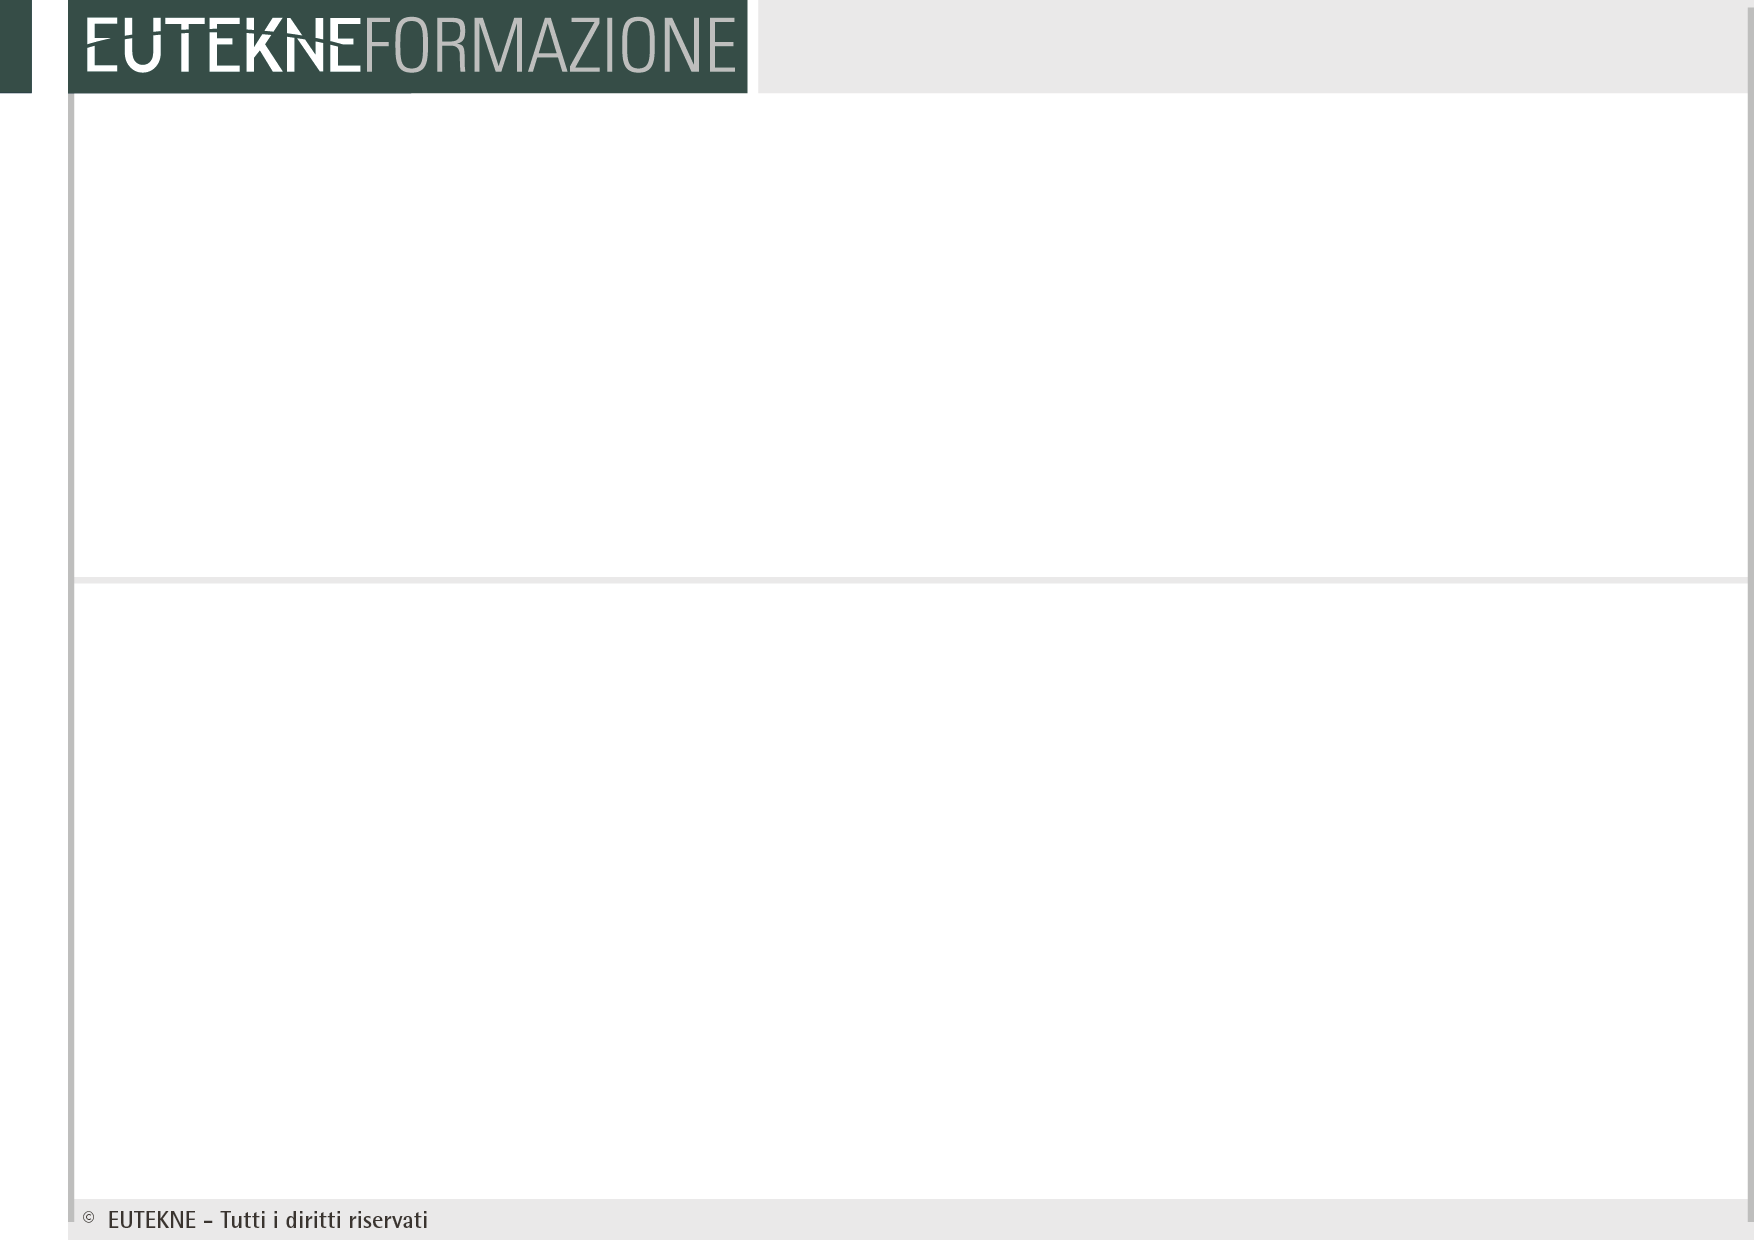 EUTEKNEFORMAZIONE
© EUTEKNE - Tutti i diritti riservati